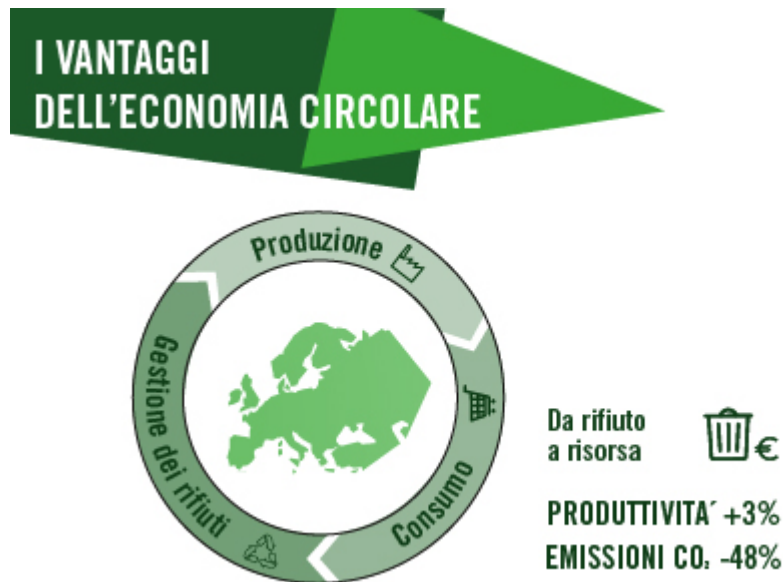 I VANTAGGI
DELL'ECONOMIA CIRCOLARE
Produzione
Consumo
Gestione dei rifiuti
Da rifiuto
a risorsa
€
PRODUTTIVITA´ +3%
EMISSIONI CO₂ -48%